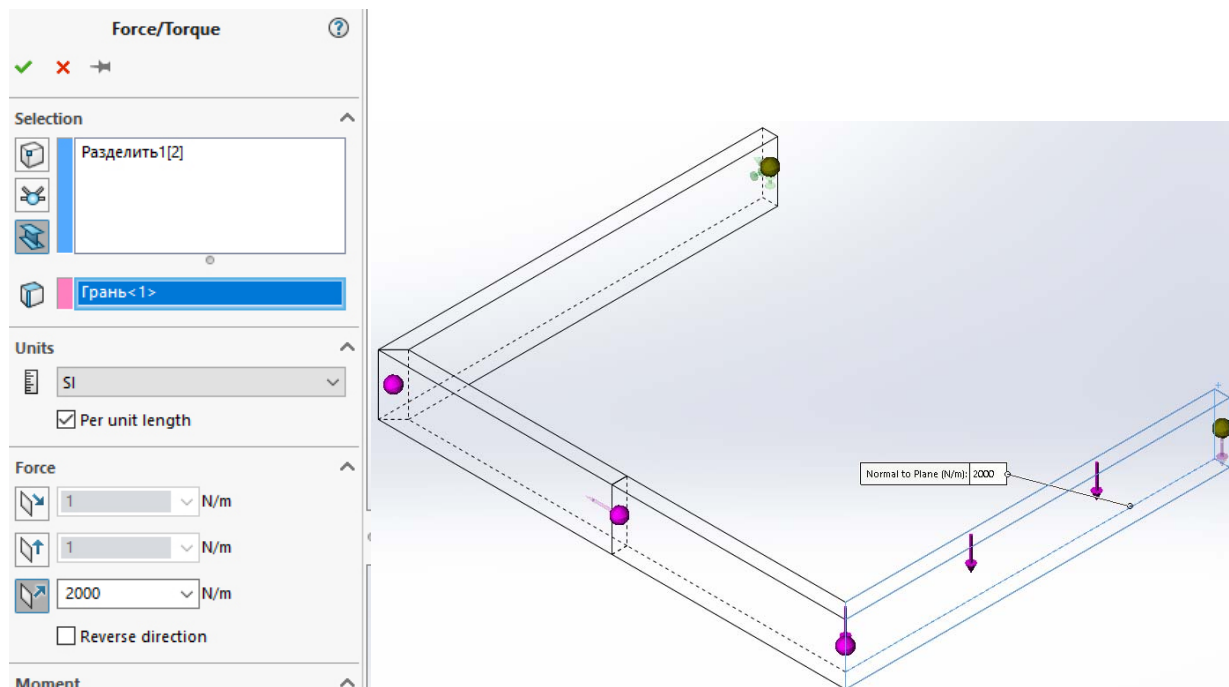 Force/Torque
Selection
Разделить1[2]
Грань<1>
Units
SI
Per unit length
Force
1 N/m
1 N/m
2000 N/m
Reverse direction
Moment
Normal to Plane (N/m): 2000